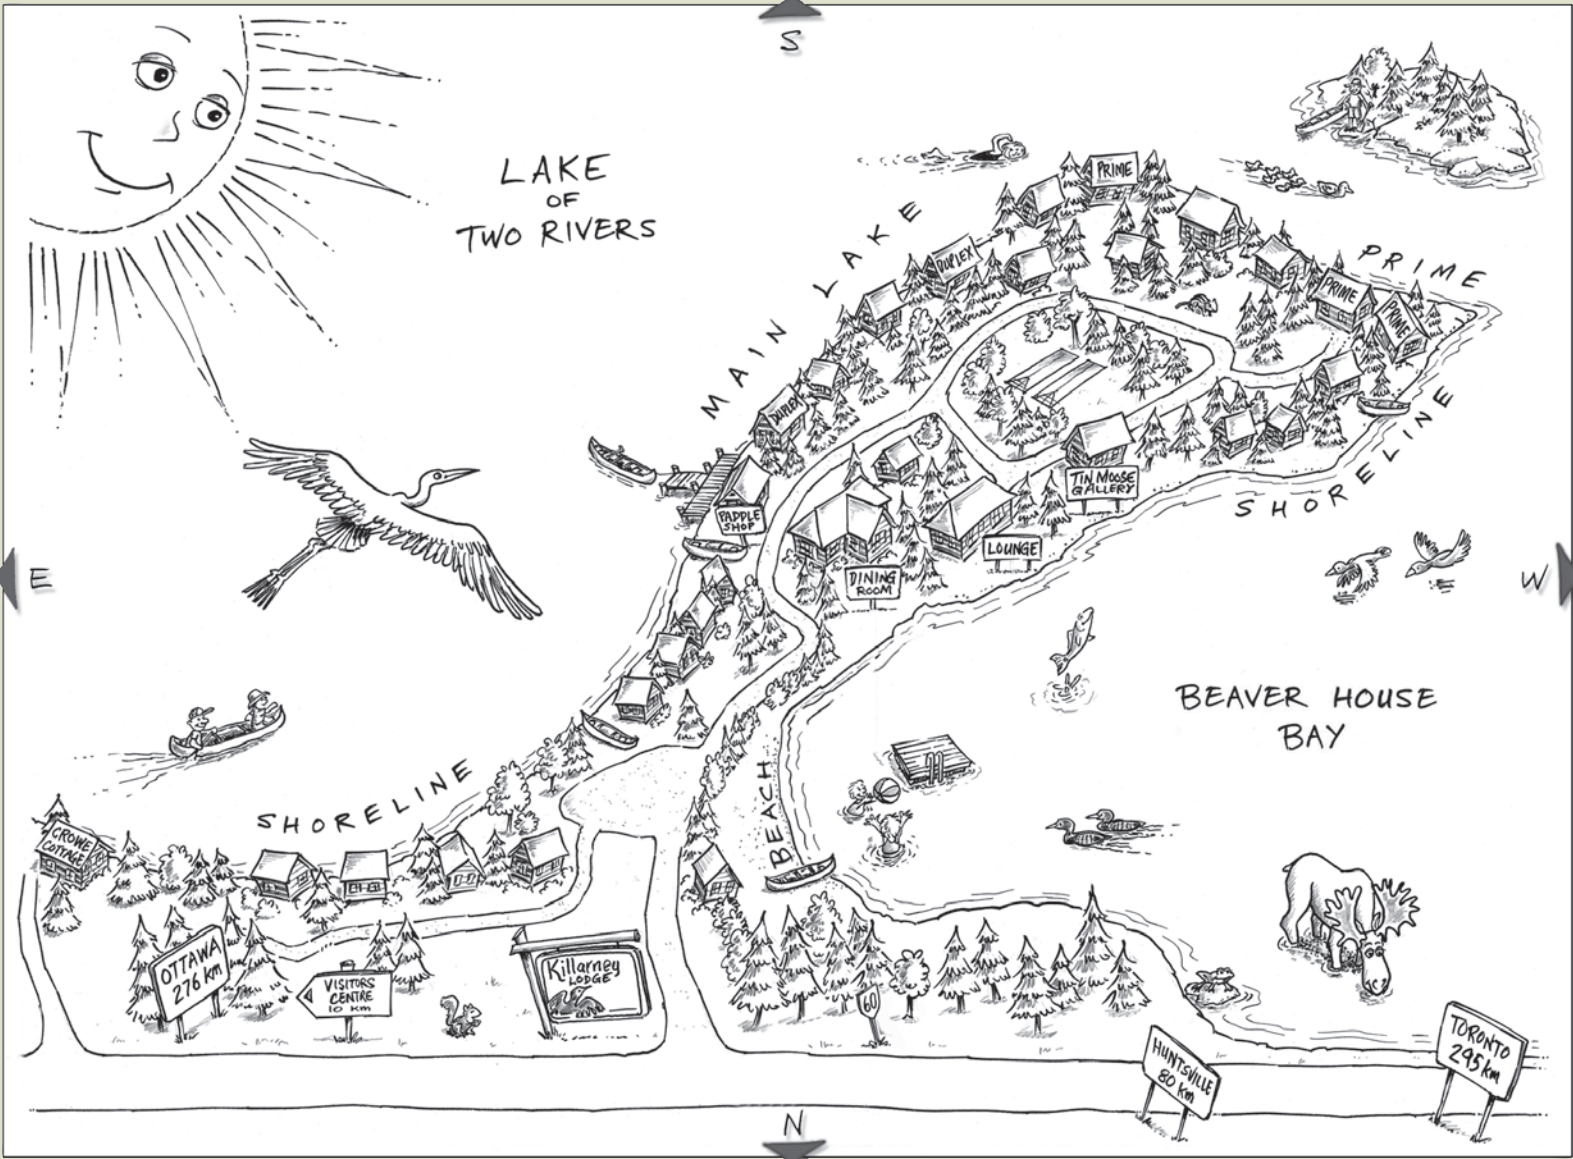 S
LAKE
OF
TWO RIVERS
PRIME
MAIN LAKE
DUPLEX
PRIME
PRIME
PRIME
DUPLEX
SHORELINE
TIN MOOSE
GALLERY
PADDLE
SHOP
LOUNGE
DINING
ROOM
E
W
BEAVER HOUSE
BAY
SHORELINE
BEACH
CROWE
COTTAGE
OTTAWA
276 km
VISITORS
CENTRE
10 KM
Killarney
LODGE
60
HUNTSVILLE
80 km
TORONTO
295 km
N